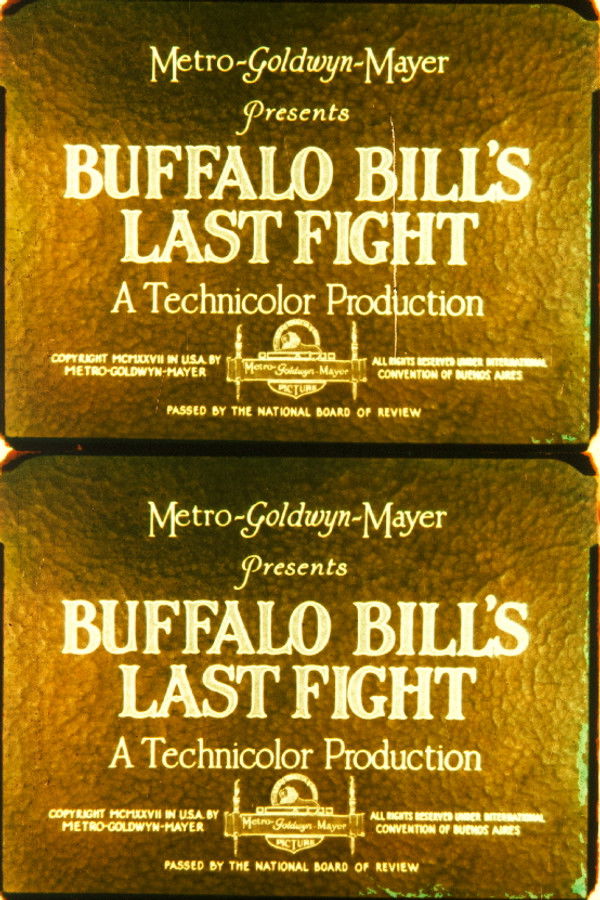 Metro-Goldwyn-Mayer
Presents
BUFFALO BILL'S
LAST FIGHT
A Technicolor Production
COPYRIGHT MCMXXVII IN U.S.A. BY
METRO-GOLDWYN-MAYER
Metro-Goldwyn-Mayer
PICTURE
ALL RIGHTS RESERVED UNDER INTERNATIONAL
CONVENTION OF BUENOS AIRES
PASSED BY THE NATIONAL BOARD OF REVIEW
Metro-Goldwyn-Mayer
Presents
BUFFALO BILL'S
LAST FIGHT
A Technicolor Production
COPYRIGHT MCMXXVII IN U.S.A. BY
METRO-GOLDWYN-MAYER
Metro-Goldwyn-Mayer
PICTURE
ALL RIGHTS RESERVED UNDER INTERNATIONAL
CONVENTION OF BUENOS AIRES
PASSED BY THE NATIONAL BOARD OF REVIEW